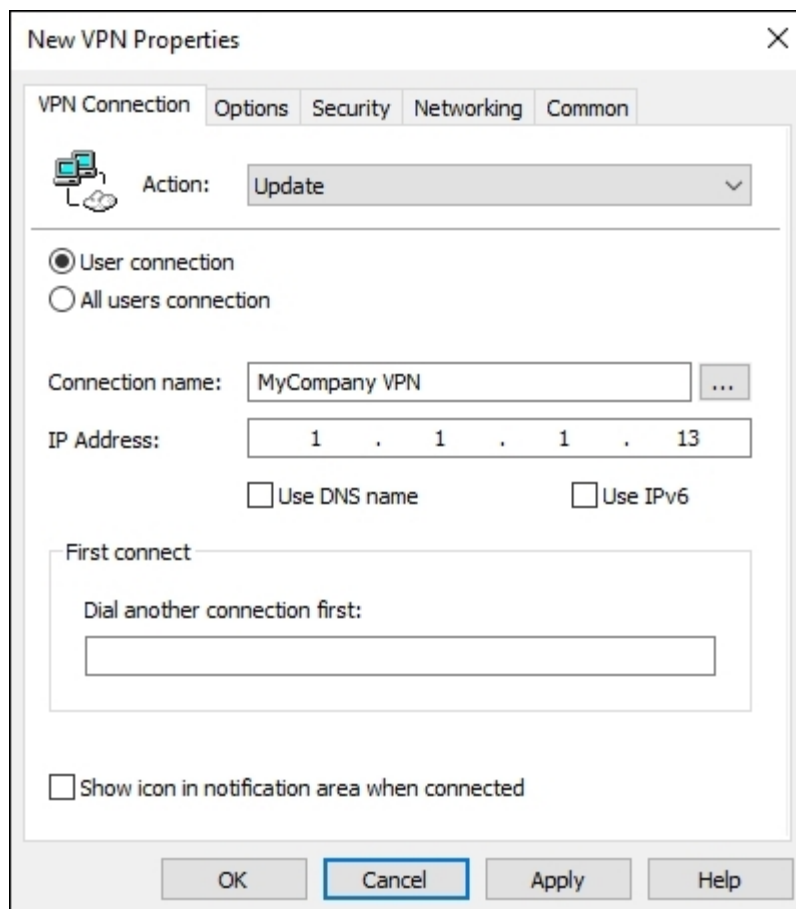 New VPN Properties
VPN Connection Options Security Networking Common
Action: Update
User connection
All users connection
Connection name: MyCompany VPN ...
IP Address: 1 . 1 . 1 . 13
Use DNS name Use IPv6
First connect
Dial another connection first:
Show icon in notification area when connected
OK Cancel Apply Help